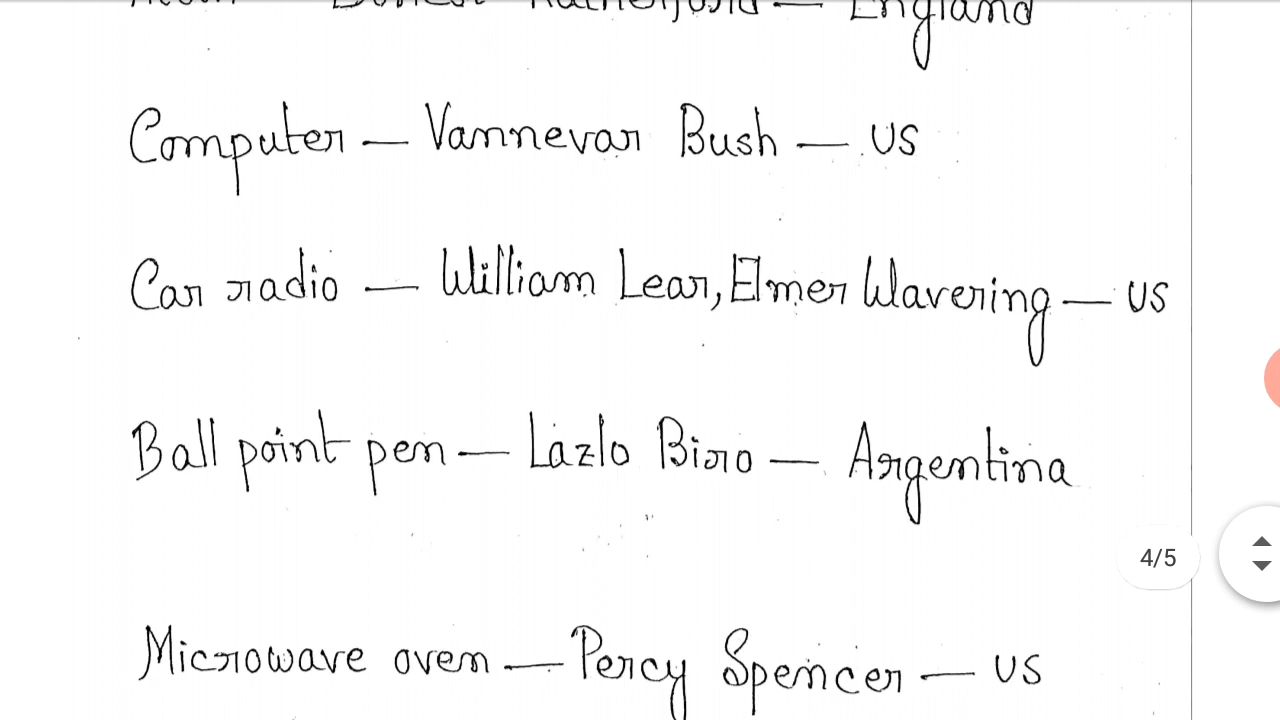 England
Computer — Vannevar Bush — US
Car radio — William Lear, Elmer Wavering — US
Ball point pen — Lazlo Biro — Argentina
4/5
Microwave oven — Percy Spencer — US